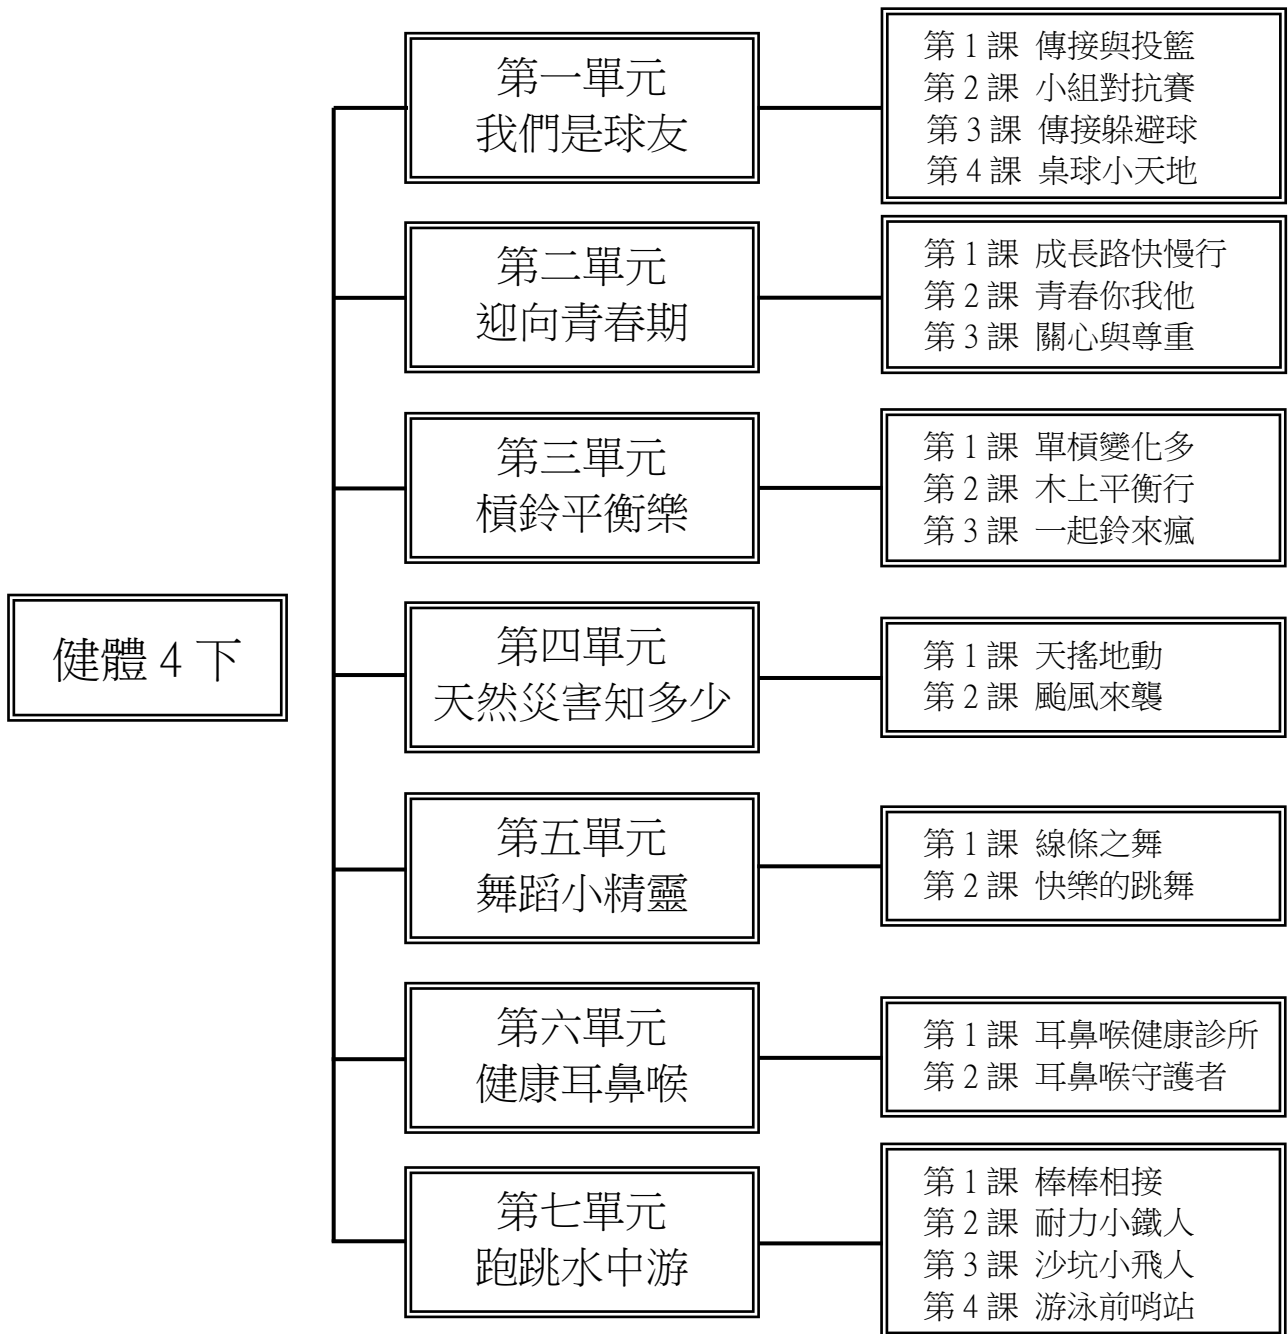 健體 4 下
第一單元
我們是球友
第 1 課 傳接與投籃
第 2 課 小組對抗賽
第 3 課 傳接躲避球
第 4 課 桌球小天地
第二單元
迎向青春期
第 1 課 成長路快慢行
第 2 課 青春你我他
第 3 課 關心與尊重
第三單元
槓鈴平衡樂
第 1 課 單槓變化多
第 2 課 木上平衡行
第 3 課 一起鈴來瘋
第四單元
天然災害知多少
第 1 課 天搖地動
第 2 課 颱風來襲
第五單元
舞蹈小精靈
第 1 課 線條之舞
第 2 課 快樂的跳舞
第六單元
健康耳鼻喉
第 1 課 耳鼻喉健康診所
第 2 課 耳鼻喉守護者
第七單元
跑跳水中游
第 1 課 棒棒相接
第 2 課 耐力小鐵人
第 3 課 沙坑小飛人
第 4 課 游泳前哨站